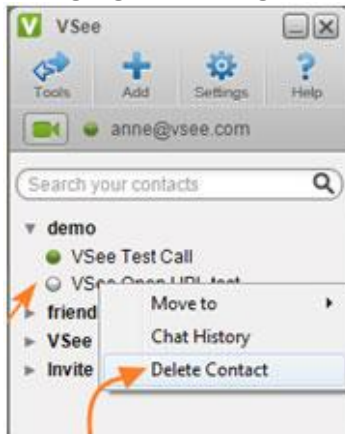 VSee
Tools Add Settings Help
anne@vsee.com
Search your contacts
demo
VSee Test Call
VSee Open URL test
friend
Move to
VSee
Chat History
Invite
Delete Contact